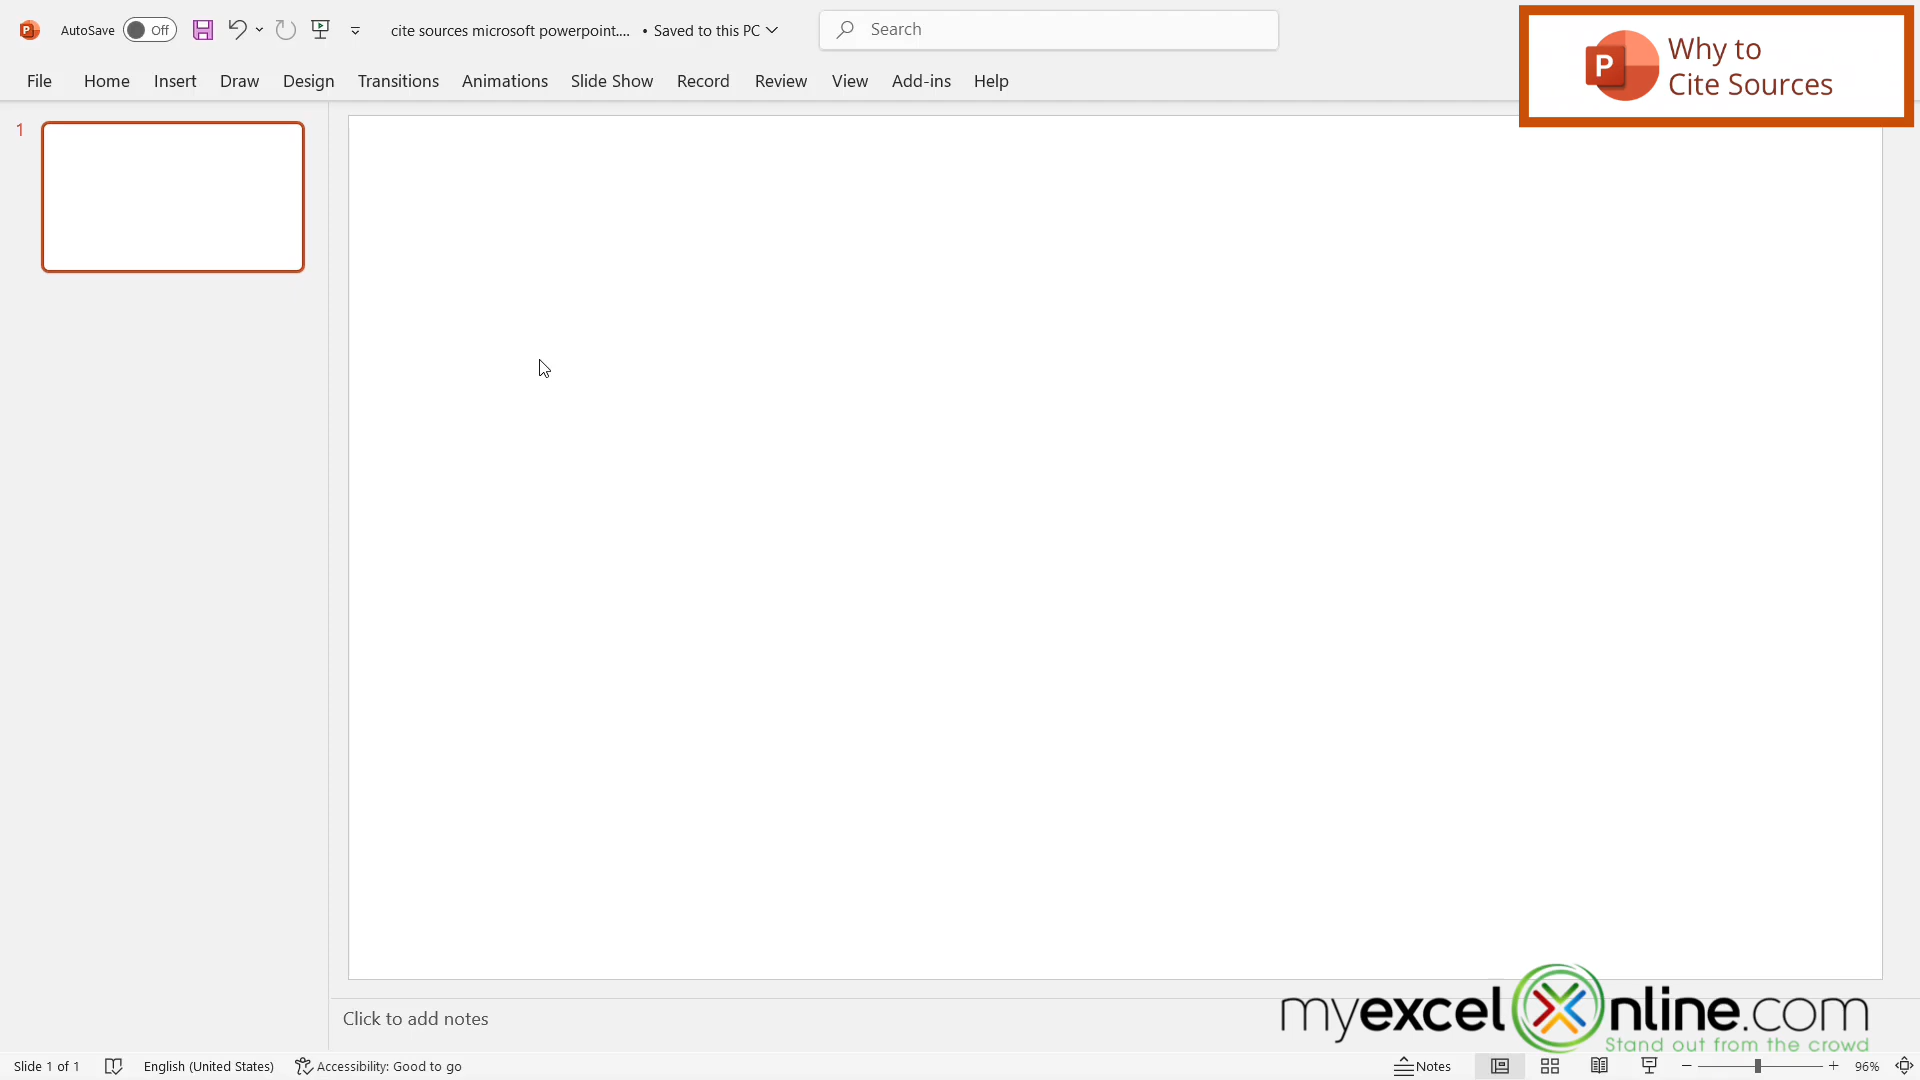 AutoSave Off cite sources microsoft powerpoint.... • Saved to this PC Search
File Home Insert Draw Design Transitions Animations Slide Show Record Review View Add-ins Help
P Why to
Cite Sources
1
Click to add notes
myexcelonline.com
Stand out from the crowd
Slide 1 of 1 English (United States) Accessibility: Good to go Notes 96%